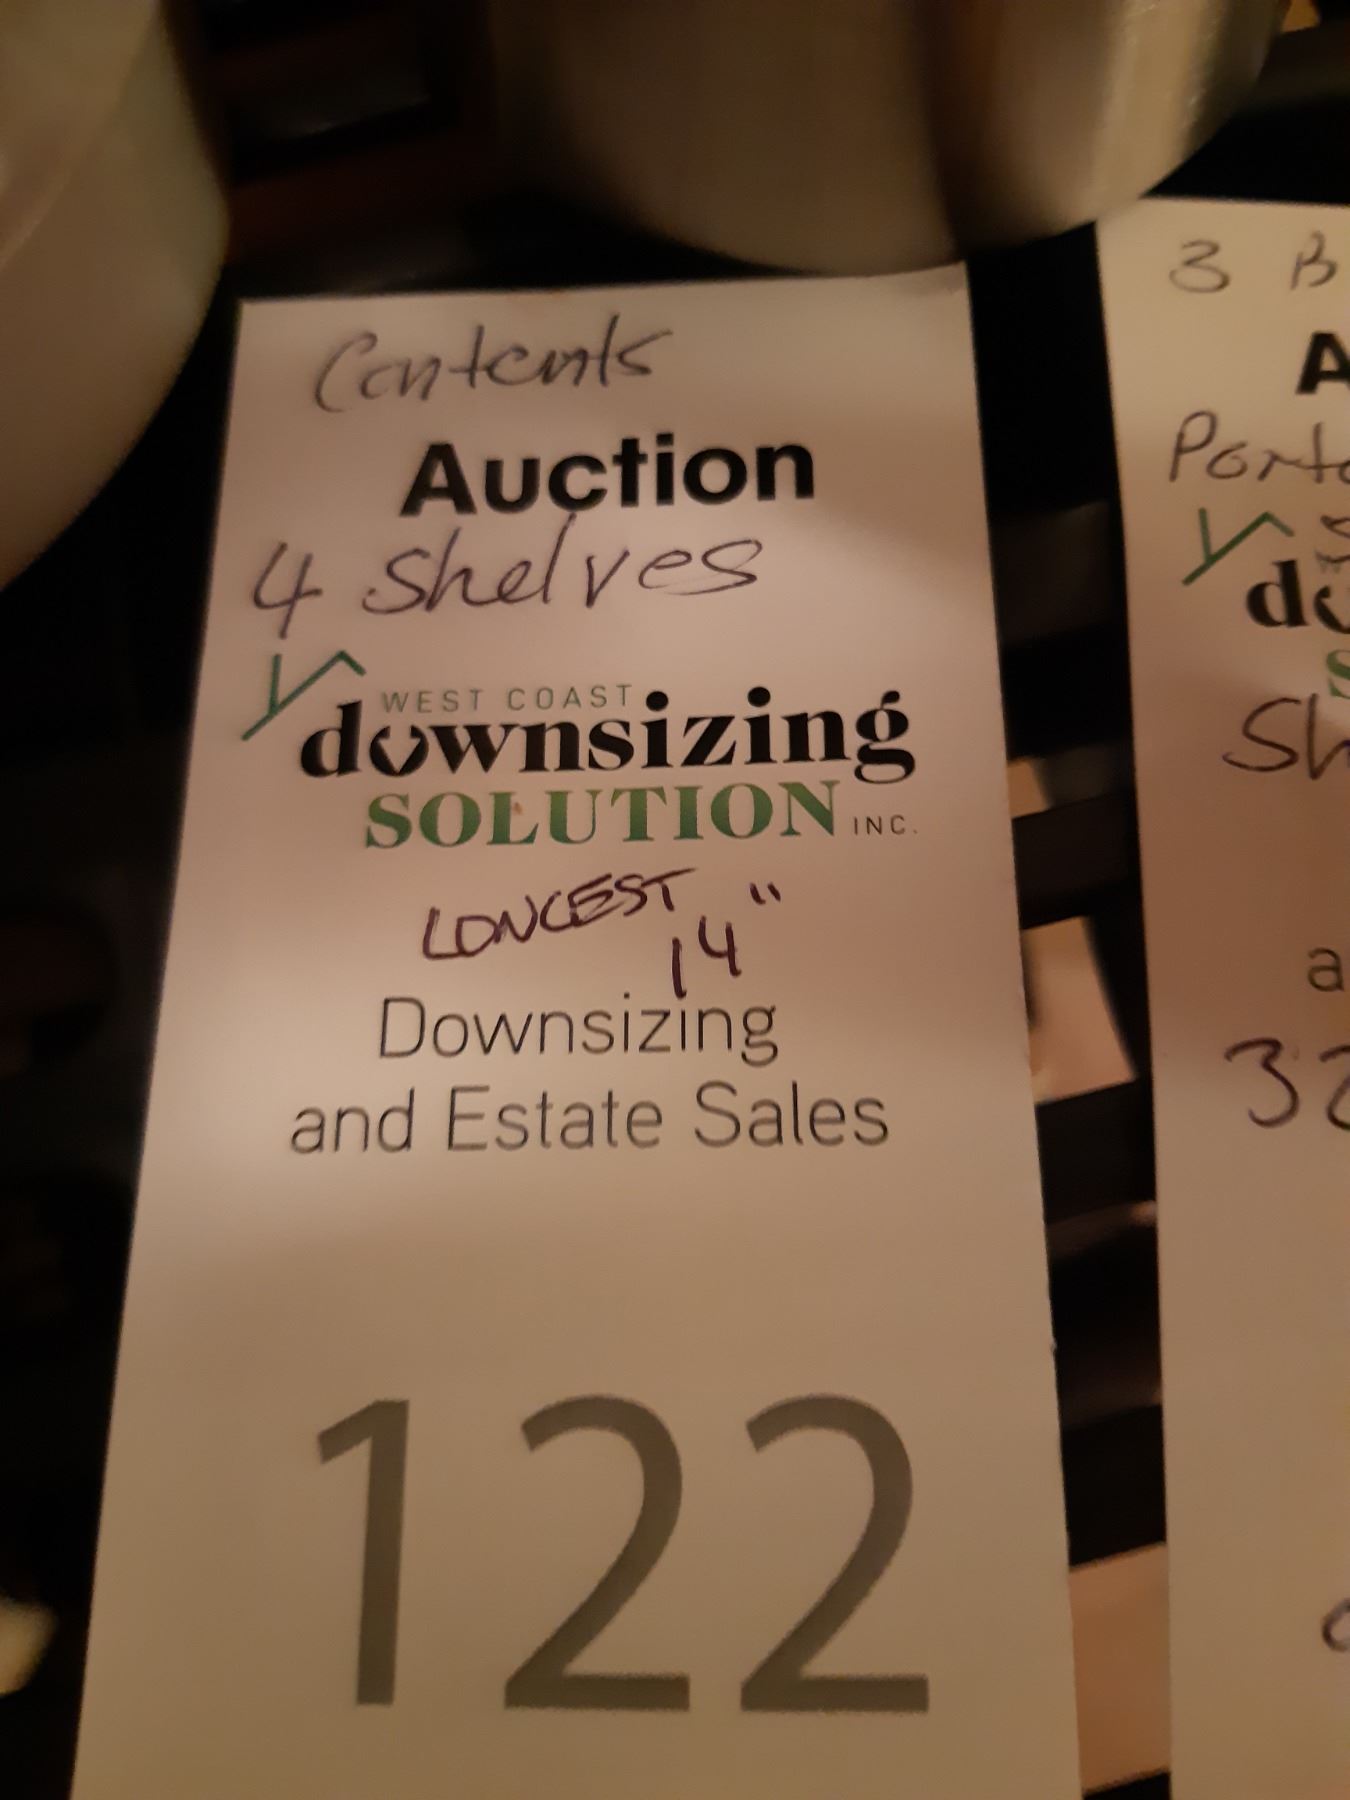 Contents
Auction
4 Shelves
WEST COAST
downsizing
SOLUTION INC.
LONGEST 14"
Downsizing
and Estate Sales
122
3 B
A
Port
Sh
a